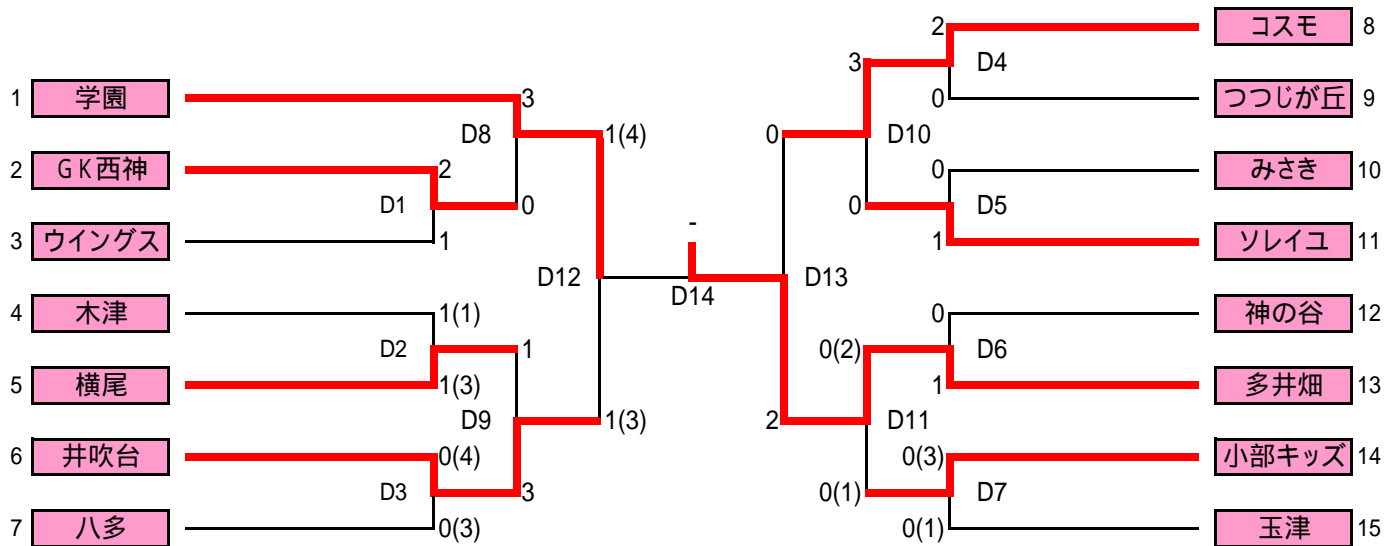 2
コスモ 8
3
D4
1 学園
3
0
つつじが丘 9
D8
1(4)
0
D10
2 GK西神
2
0
みさき 10
D1
0
0
D5
-
3 ウイングス
1
1
ソレイユ 11
D12
D13
D14
4 木津
1(1)
0
神の谷 12
D2
1
0(2)
D6
5 横尾
1(3)
1
多井畑 13
D9
1(3)
2
D11
6 井吹台
0(4)
0(3)
小部キッズ 14
D3
3
0(1)
D7
7 八多
0(3)
0(1)
玉津 15